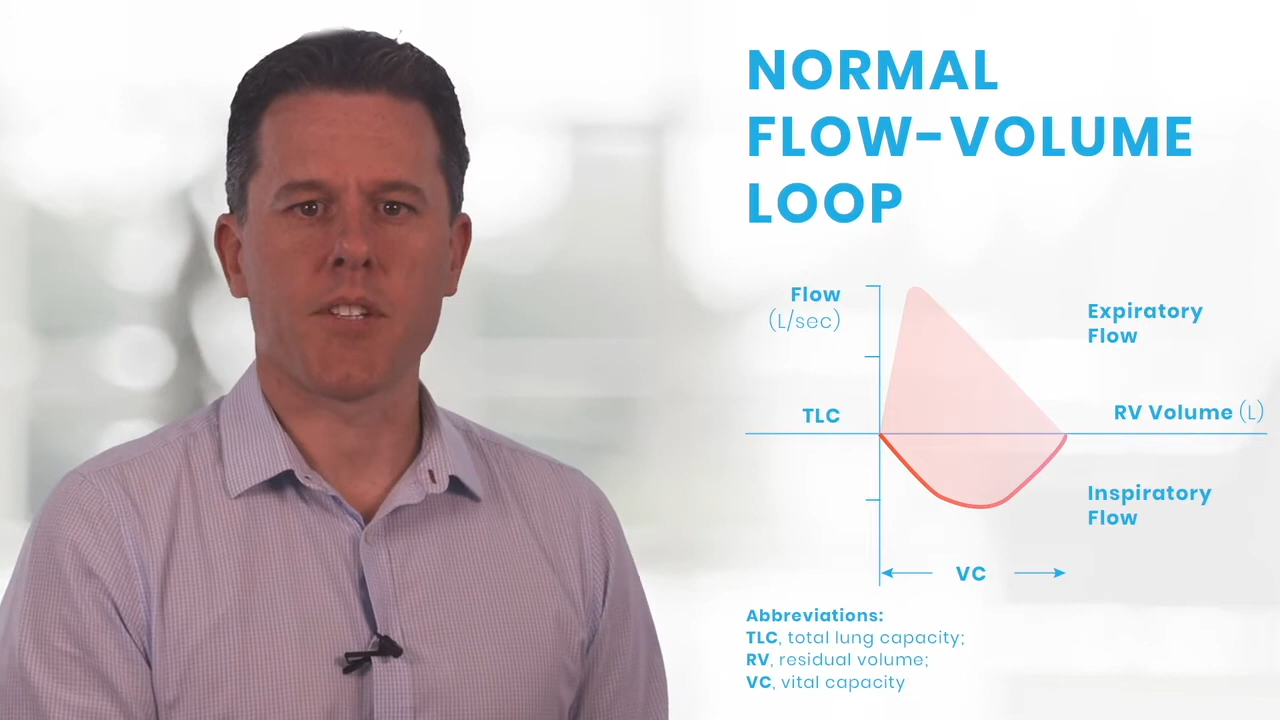 NORMAL
FLOW-VOLUME
LOOP
Flow
(L/sec)
Expiratory
Flow
TLC
RV Volume (L)
Inspiratory
Flow
VC
Abbreviations:
TLC, total lung capacity;
RV, residual volume;
VC, vital capacity